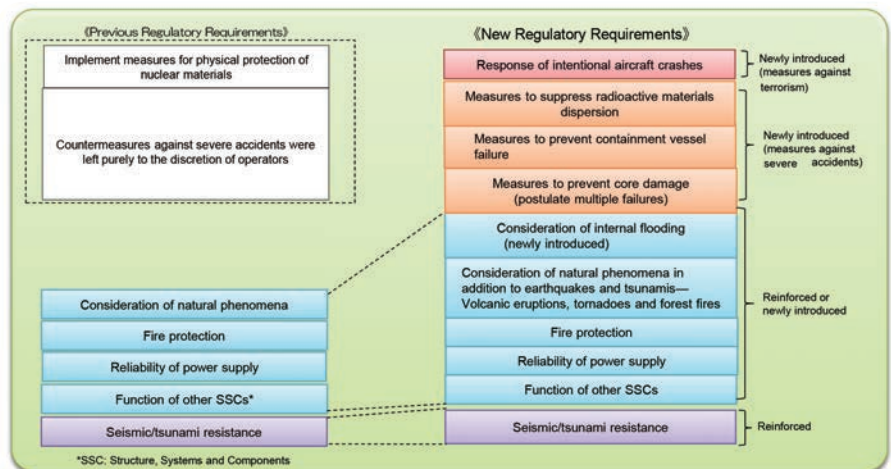 《Previous Regulatory Requirements》
Implement measures for physical protection of
nuclear materials
Countermeasures against severe accidents were
left purely to the discretion of operators
Consideration of natural phenomena
Fire protection
Reliability of power supply
Function of other SSCs*
Seismic/tsunami resistance
*SSC: Structure, Systems and Components
《New Regulatory Requirements》
Response of intentional aircraft crashes
Measures to suppress radioactive materials
dispersion
Measures to prevent containment vessel
failure
Measures to prevent core damage
(postulate multiple failures)
Consideration of internal flooding
(newly introduced)
Consideration of natural phenomena in
addition to earthquakes and tsunamis—
Volcanic eruptions, tornadoes and forest fires
Fire protection
Reliability of power supply
Function of other SSCs
Seismic/tsunami resistance
Newly introduced
(measures against
terrorism)
Newly introduced
(measures against
severe accidents)
Reinforced or
newly introduced
Reinforced